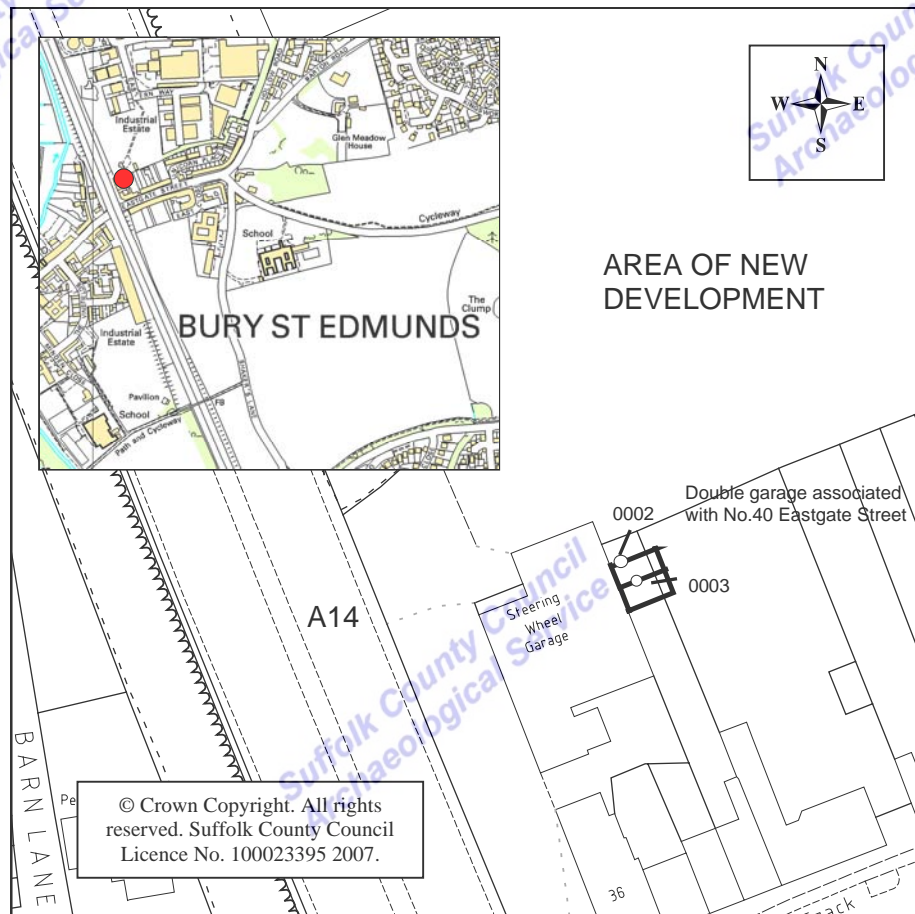 Industrial
Estate
Glen Meadow
House
EASTGATE STREET
School
Cycleway
The
Clump
BURY ST EDMUNDS
Industrial
Estate
Pavilion
School
FB
Path and Cycleway
N
W E
S
AREA OF NEW
DEVELOPMENT
Double garage associated
with No.40 Eastgate Street
0002
0003
Steering
Wheel
Garage
A14
BARN LANE
© Crown Copyright. All rights
reserved. Suffolk County Council
Licence No. 100023395 2007.
36
Suffolk County Council
Archaeological Service